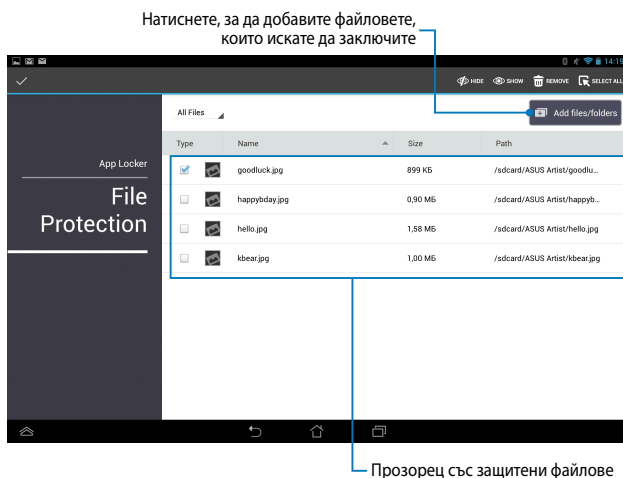 Натиснете, за да добавите файловете,
които искате да заключите
14:19
HIDE SHOW REMOVE SELECT ALL
All Files Add files/folders
Type Name Size Path
App Locker
File
Protection
goodluck.jpg 899 КБ /sdcard/ASUS Artist/goodlu...
happybday.jpg 0,90 МБ /sdcard/ASUS Artist/happyb...
hello.jpg 1,58 МБ /sdcard/ASUS Artist/hello.jpg
kbear.jpg 1,00 МБ /sdcard/ASUS Artist/kbear.jpg
Прозорец със защитени файлове